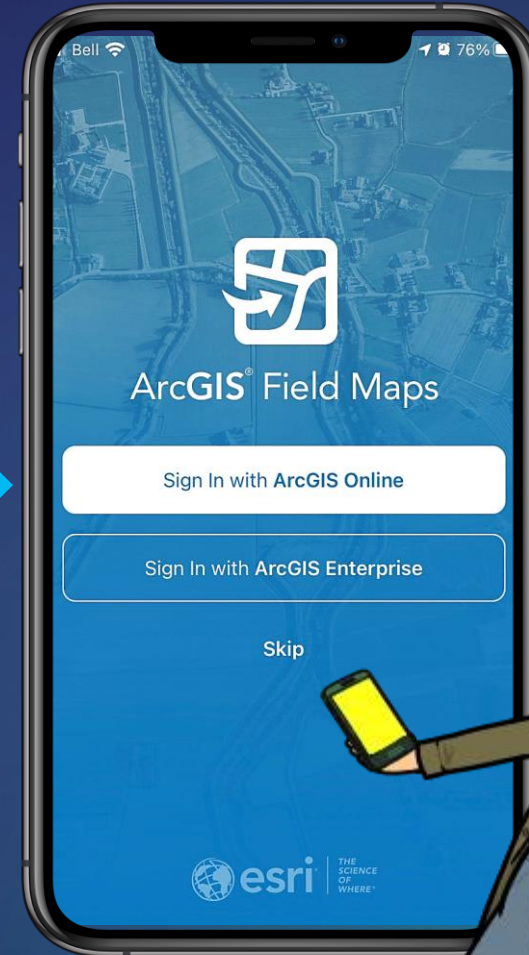 Bell
76%
ArcGIS® Field Maps
Sign In with ArcGIS Online
Sign In with ArcGIS Enterprise
Skip
esri
THE
SCIENCE
OF
WHERE®